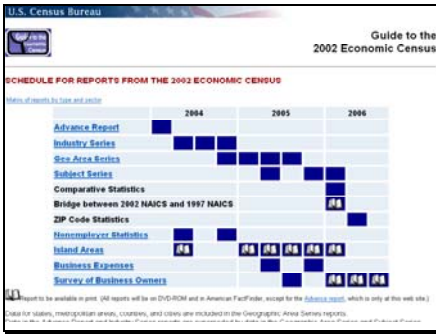 U.S. Census Bureau
Guide to the
2002 Economic Census
SCHEDULE FOR REPORTS FROM THE 2002 ECONOMIC CENSUS
Matrix of reports by type and sector
2004 2005 2006
Advance Report
Industry Series
Geo Area Series
Subject Series
Comparative Statistics
Bridge between 2002 NAICS and 1997 NAICS
ZIP Code Statistics
Nonemployer Statistics
Island Areas
Business Expenses
Survey of Business Owners
Report to be available in print. (All reports will be on DVD-ROM and in American FactFinder, except for the Advance report, which is only at this web site.)
Data for states, metropolitan areas, counties, and cities are included in the Geographic Area Series reports.